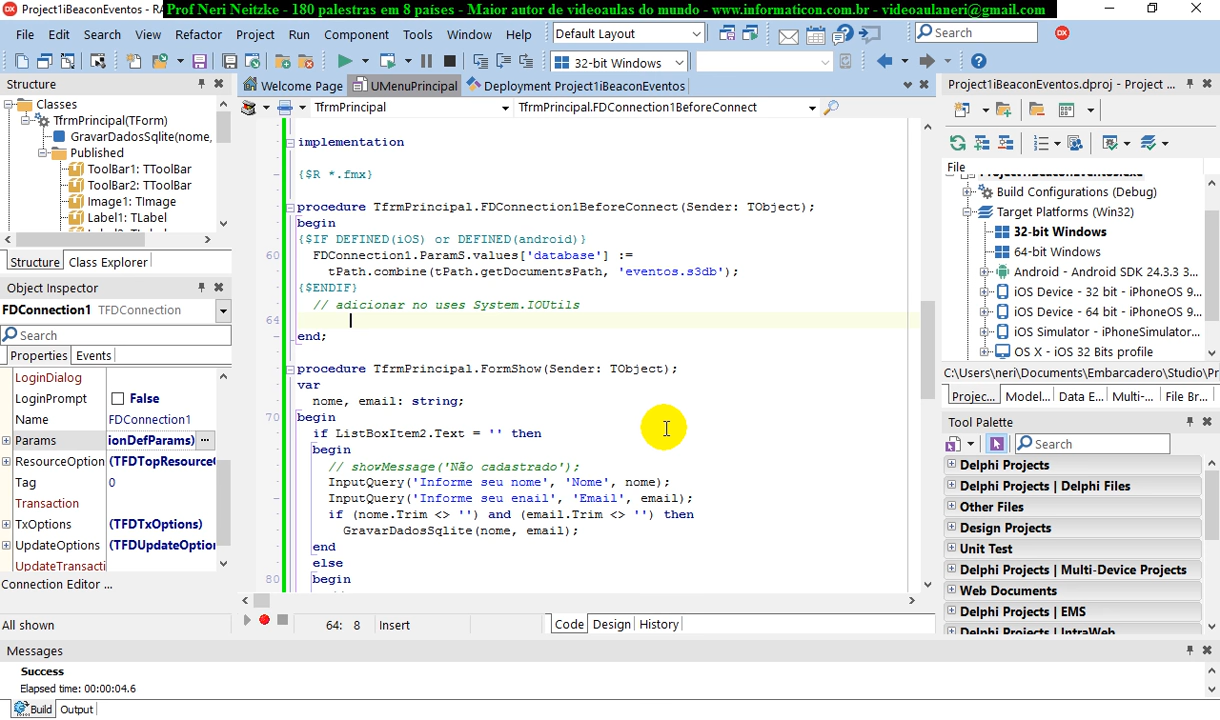 Project1iBeaconEventos - RA
Prof Neri Neitzke - 180 palestras em 8 países - Maior autor de videoaulas do mundo - www.informaticon.com.br - videoaulaneri@gmail.com
File Edit Search View Refactor Project Run Component Tools Window Help
Default Layout
Search
32-bit Windows
Structure
Classes
TfrmPrincipal(TForm)
GravarDadosSqlite(nome,
Published
ToolBar1: TToolBar
ToolBar2: TToolBar
Image1: TImage
Label1: TLabel
Structure Class Explorer
Object Inspector
FDConnection1 TFDConnection
Search
Properties Events
LoginDialog
LoginPrompt False
Name FDConnection1
Params ionDefParams) ...
ResourceOption (TFDTopResource
Tag 0
Transaction
TxOptions (TFDTxOptions)
UpdateOptions (TFDUpdateOptio
UpdateTransacti
Connection Editor ...
All shown
Welcome Page UMenuPrincipal Deployment Project1iBeaconEventos
TfrmPrincipal TfrmPrincipal.FDConnection1BeforeConnect
implementation
{$R *.fmx}
procedure TfrmPrincipal.FDConnection1BeforeConnect(Sender: TObject);
begin
{$IF DEFINED(iOS) or DEFINED(android)}
60 FDConnection1.ParamS.values['database'] :=
tPath.combine(tPath.getDocumentsPath, 'eventos.s3db');
{$ENDIF}
// adicionar no uses System.IOUtils
64
end;
procedure TfrmPrincipal.FormShow(Sender: TObject);
var
nome, email: string;
70 begin
if ListBoxItem2.Text = '' then
begin
// showMessage('Não cadastrado');
InputQuery('Informe seu nome', 'Nome', nome);
InputQuery('Informe seu enail', 'Email', email);
if (nome.Trim <> '') and (email.Trim <> '') then
GravarDadosSqlite(nome, email);
end
else
80 begin
64: 8 Insert
Code Design History
Project1iBeaconEventos.dproj - Project ...
File
Build Configurations (Debug)
Target Platforms (Win32)
32-bit Windows
64-bit Windows
Android - Android SDK 24.3.3 3...
iOS Device - 32 bit - iPhoneOS 9...
iOS Device - 64 bit - iPhoneOS 9...
iOS Simulator - iPhoneSimulator...
OS X - iOS 32 Bits profile
C:\Users\neri\Documents\Embarcadero\Studio\Pr
Projec... Model... Data E... Multi-... File Br...
Tool Palette
Search
Delphi Projects
Delphi Projects | Delphi Files
Other Files
Design Projects
Unit Test
Delphi Projects | Multi-Device Projects
Web Documents
Delphi Projects | EMS
Delphi Projects | IntraWeb
Messages
Success
Elapsed time: 00:00:04.6
Build Output